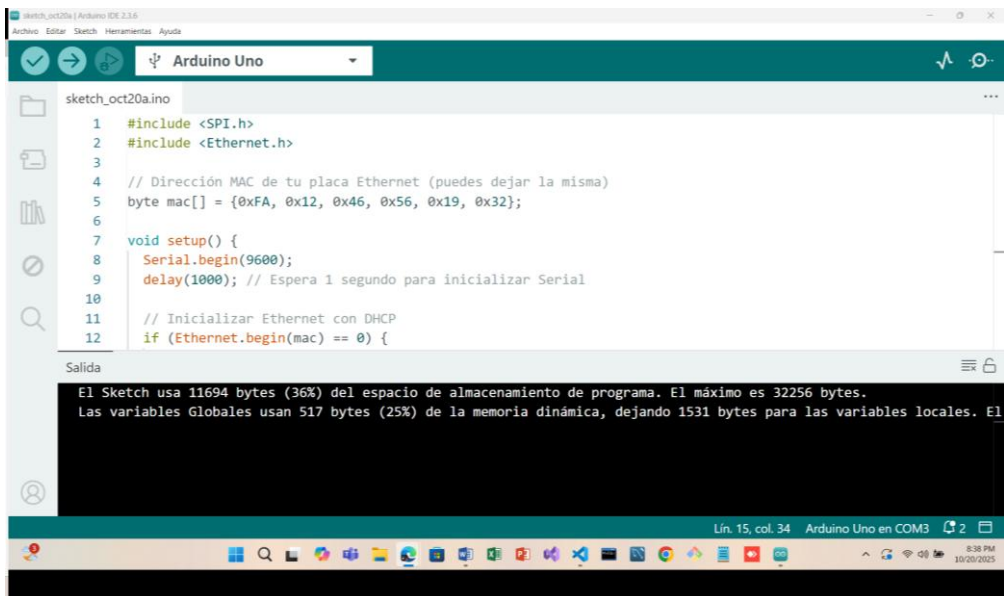 sketch_oct20a | Arduino IDE 2.3.6
Archivo Editar Sketch Herramientas Ayuda
Arduino Uno
sketch_oct20a.ino
1 #include <SPI.h>
2 #include <Ethernet.h>
3
4 // Dirección MAC de tu placa Ethernet (puedes dejar la misma)
5 byte mac[] = {0xFA, 0x12, 0x46, 0x56, 0x19, 0x32};
6
7 void setup() {
8 Serial.begin(9600);
9 delay(1000); // Espera 1 segundo para inicializar Serial
10
11 // Inicializar Ethernet con DHCP
12 if (Ethernet.begin(mac) == 0) {
Salida
El Sketch usa 11694 bytes (36%) del espacio de almacenamiento de programa. El máximo es 32256 bytes.
Las variables Globales usan 517 bytes (25%) de la memoria dinámica, dejando 1531 bytes para las variables locales. El
Lín. 15, col. 34 Arduino Uno en COM3 2
8:38 PM
10/20/2025